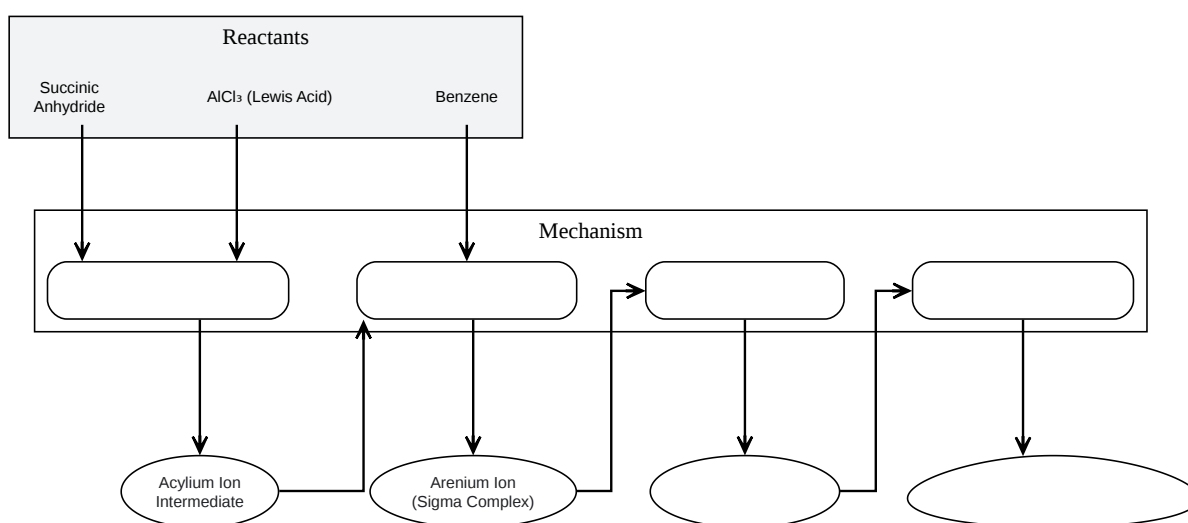 Reactants
Succinic
Anhydride
AlCl₃ (Lewis Acid)
Benzene
Mechanism
Acylium Ion
Intermediate
Arenium Ion
(Sigma Complex)